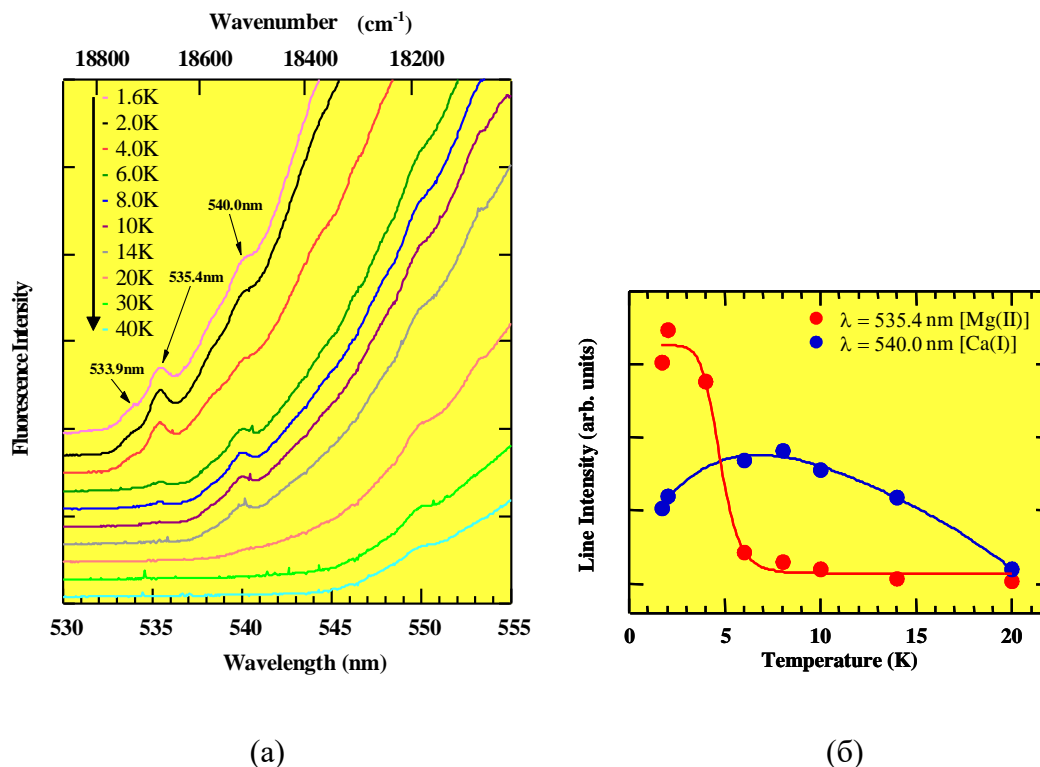 Wavenumber (cm-1)
18800 18600 18400 18200
1.6K
2.0K
4.0K
6.0K
8.0K
10K
14K
20K
30K
40K
540.0nm
535.4nm
533.9nm
Fluorescence Intensity
530 535 540 545 550 555
Wavelength (nm)
(а)
λ = 535.4 nm [Mg(II)]
λ = 540.0 nm [Ca(I)]
Line Intensity (arb. units)
0 5 10 15 20
Temperature (K)
(б)